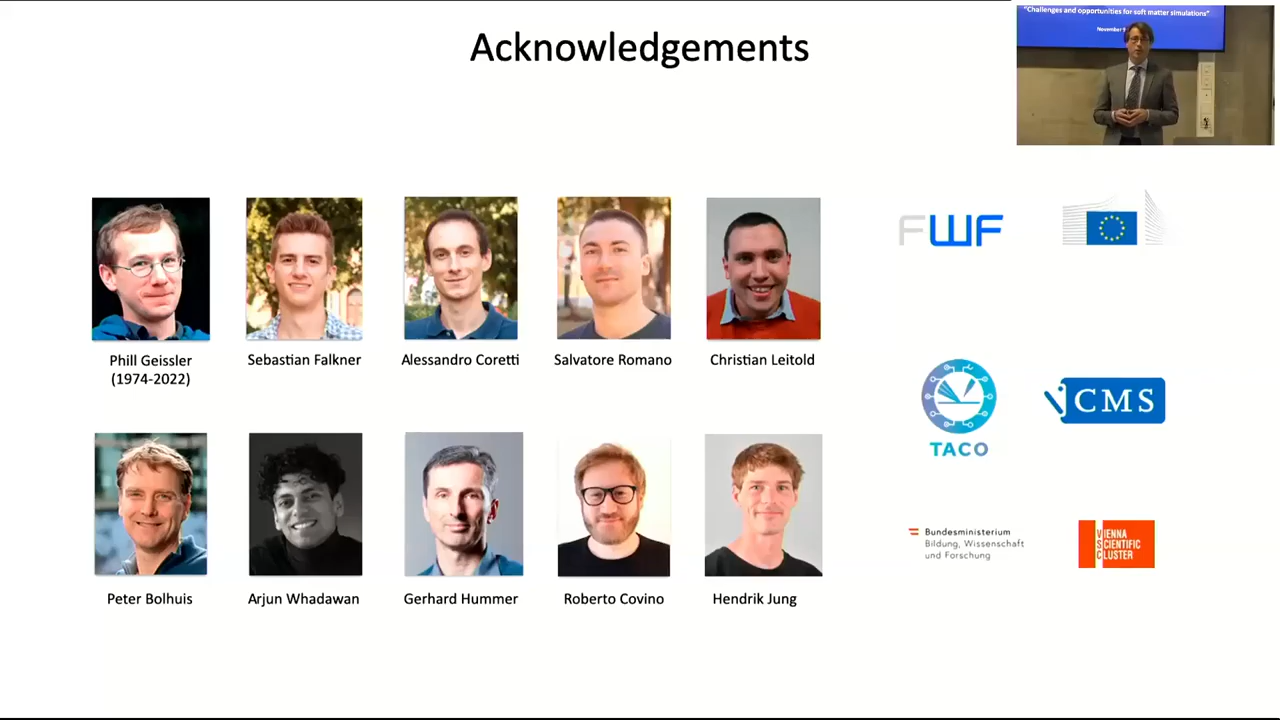 Acknowledgements
"Challenges and opportunities for soft matter simulations"
November
Phill Geissler
(1974-2022)
Sebastian Falkner
Alessandro Coretti
Salvatore Romano
Christian Leitold
Peter Bolhuis
Arjun Whadawan
Gerhard Hummer
Roberto Covino
Hendrik Jung
FWF
TACO
CMS
Bundesministerium
Bildung, Wissenschaft
und Forschung
VSC
VIENNA
SCIENTIFIC
CLUSTER